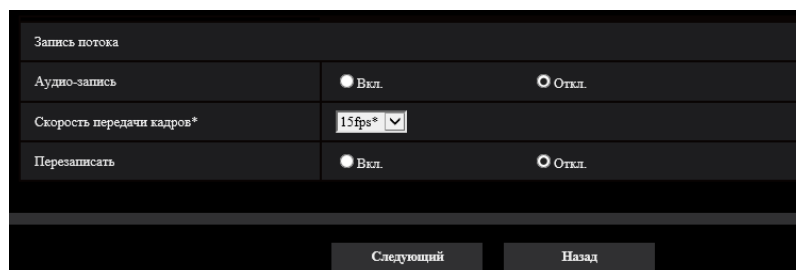 Запись потока
Аудио-запись Вкл. Откл.
Скорость передачи кадров* 15fps*
Перезаписать Вкл. Откл.
Следующий Назад